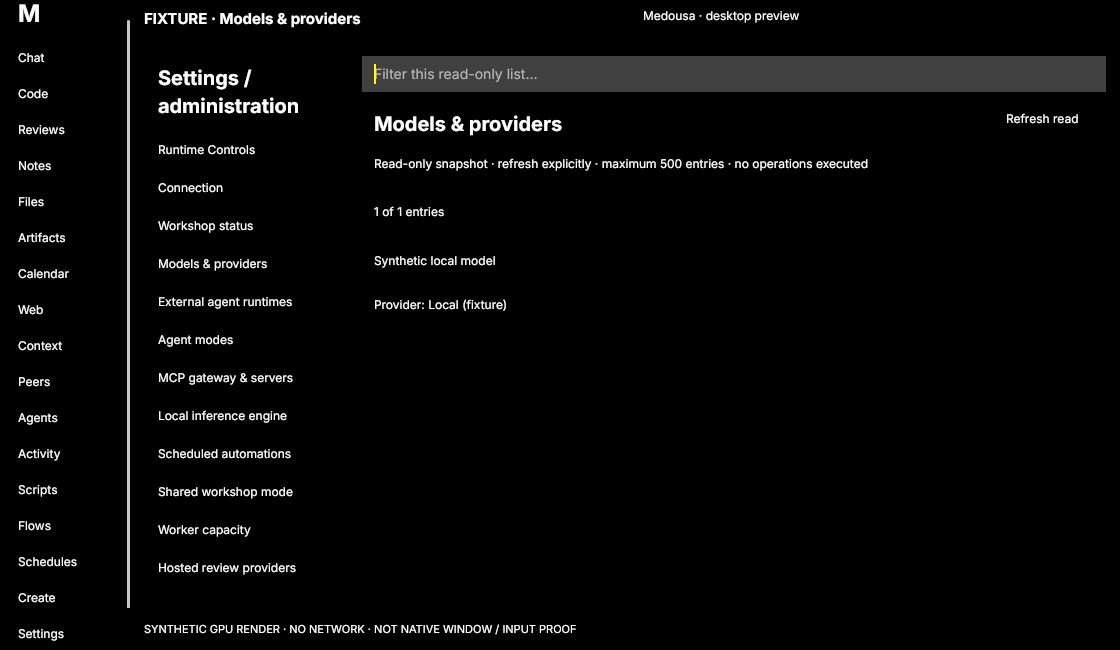 M
Chat
Code
Reviews
Notes
Files
Artifacts
Calendar
Web
Context
Peers
Agents
Activity
Scripts
Flows
Schedules
Create
Settings
FIXTURE · Models & providers
Medousa · desktop preview
Settings /
administration
Runtime Controls
Connection
Workshop status
Models & providers
External agent runtimes
Agent modes
MCP gateway & servers
Local inference engine
Scheduled automations
Shared workshop mode
Worker capacity
Hosted review providers
Filter this read-only list...
Models & providers
Refresh read
Read-only snapshot · refresh explicitly · maximum 500 entries · no operations executed
1 of 1 entries
Synthetic local model
Provider: Local (fixture)
SYNTHETIC GPU RENDER · NO NETWORK · NOT NATIVE WINDOW / INPUT PROOF